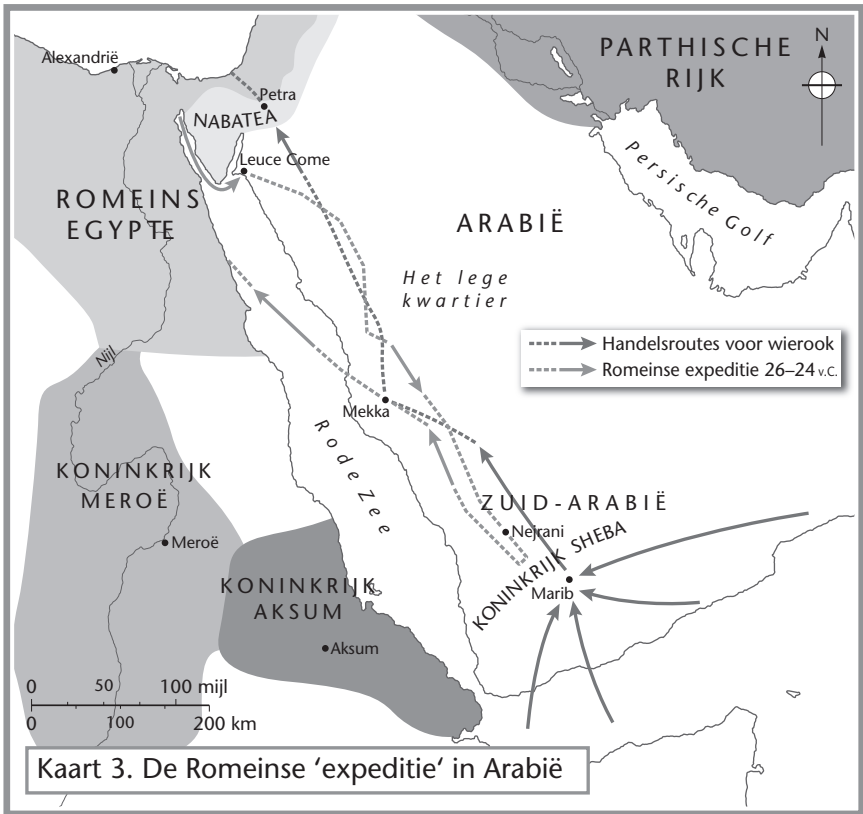 PARTHISCHE
RIJK
N
Alexandrië
Petra
NABATEA
Leuce Come
Persische Golf
ROMEINS
EGYPTE
ARABIË
Het lege
kwartier
Handelsroutes voor wierook
Romeinse expeditie 26–24 v.C.
Nijl
Mekka
Rode Zee
KONINKRIJK
MEROË
Meroë
ZUID-ARABIË
Nejrani
KONINKRIJK SHEBA
Marib
KONINKRIJK
AKSUM
Aksum
0 50 100 mijl
0 100 200 km
Kaart 3. De Romeinse ‘expeditie‘ in Arabië